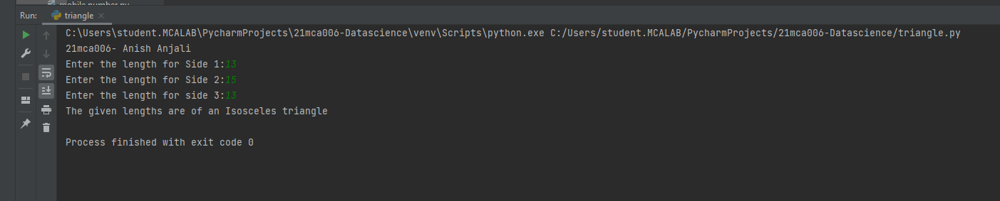 mobile number.py
Run: triangle
C:\Users\student.MCALAB\PycharmProjects\21mca006-Datascience\venv\Scripts\python.exe C:/Users/student.MCALAB/PycharmProjects/21mca006-Datascience/triangle.py
21mca006- Anish Anjali
Enter the length for Side 1:13
Enter the length for Side 2:15
Enter the length for side 3:13
The given lengths are of an Isosceles triangle
Process finished with exit code 0